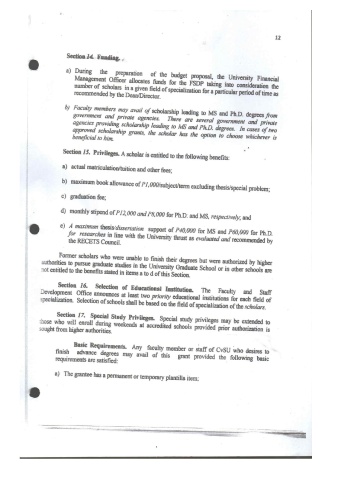 12
Section 14. Funding.
a) During the preparation of the budget proposal, the University Financial
Management Officer allocates funds for the FSDP taking into consideration the
number of scholars in a given field of specialization for a particular period of time as
recommended by the Dean/Director.
b) Faculty members may avail of scholarship leading to MS and Ph.D. degrees from
government and private agencies. There are several government and private
agencies providing scholarship leading to MS and Ph.D. degrees. In cases of two
approved scholarship grants, the scholar has the option to choose whichever is
beneficial to him.
Section 15. Privileges. A scholar is entitled to the following benefits:
a) actual matriculation/tuition and other fees;
b) maximum book allowance of P1,000/subject/term excluding thesis/special problem;
c) graduation fee;
d) monthly stipend of P12,000 and P8,000 for Ph.D. and MS, respectively; and
e) A maximum thesis/dissertation support of P40,000 for MS and P60,000 for Ph.D.
for researches in line with the University thrust as evaluated and recommended by
the RECETS Council.
Former scholars who were unable to finish their degrees but were authorized by higher
authorities to pursue graduate studies in the University Graduate School or in other schools are
not entitled to the benefits stated in items a to d of this Section.
Section 16. Selection of Educational Institution. The Faculty and Staff
Development Office announces at least two priority educational institutions for each field of
specialization. Selection of schools shall be based on the field of specialization of the scholars.
Section 17. Special Study Privileges. Special study privileges may be extended to
those who will enroll during weekends at accredited schools provided prior authorization is
sought from higher authorities.
Basic Requirements. Any faculty member or staff of CvSU who desires to
finish advance degrees may avail of this grant provided the following basic
requirements are satisfied:
a) The grantee has a permanent or temporary plantilla item;